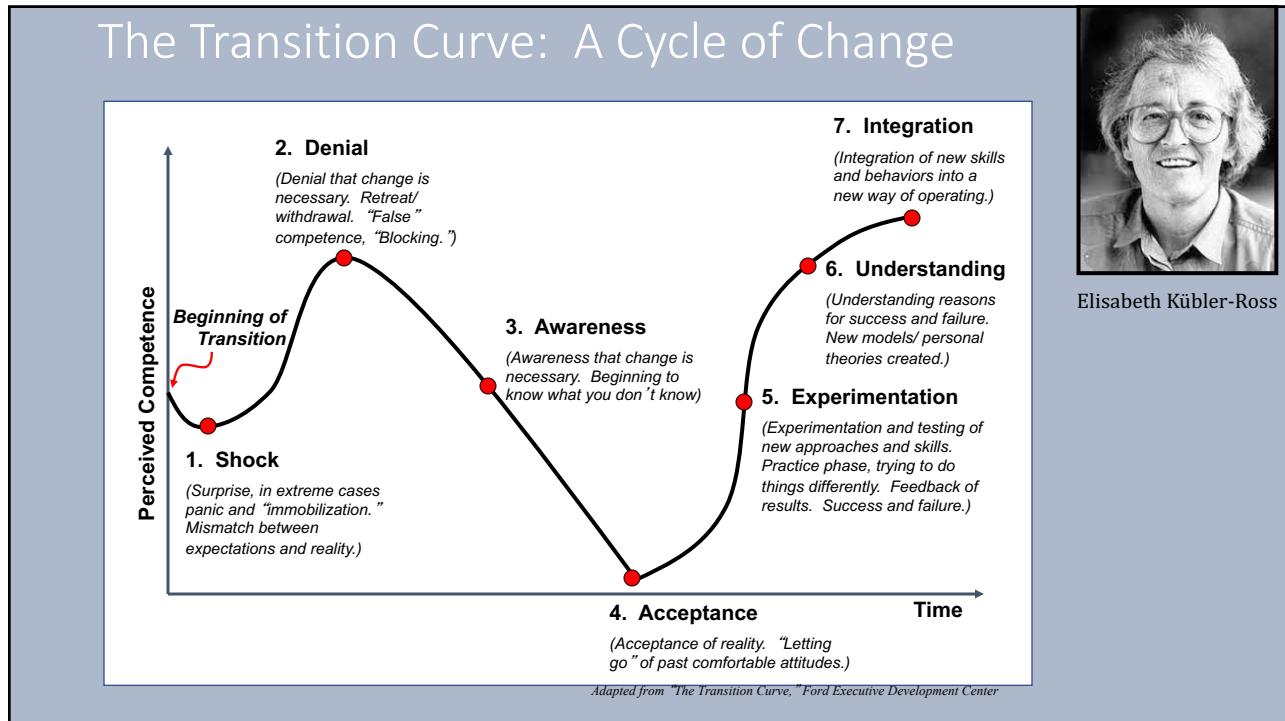 The Transition Curve:  A Cycle of Change
Elisabeth Kübler-Ross
Perceived Competence
Beginning of
Transition
1.  Shock
(Surprise, in extreme cases
panic and “immobilization.”
Mismatch between
expectations and reality.)
2.  Denial
(Denial that change is
necessary.  Retreat/
withdrawal.  “False”
competence, “Blocking.”)
3.  Awareness
(Awareness that change is
necessary.  Beginning to
know what you don´t know)
4.  Acceptance
(Acceptance of reality.  “Letting
go” of past comfortable attitudes.)
5.  Experimentation
(Experimentation and testing of
new approaches and skills.
Practice phase, trying to do
things differently.  Feedback of
results.  Success and failure.)
6.  Understanding
(Understanding reasons
for success and failure.
New models/ personal
theories created.)
7.  Integration
(Integration of new skills
and behaviors into a
new way of operating.)
Time
Adapted from “The Transition Curve,” Ford Executive Development Center